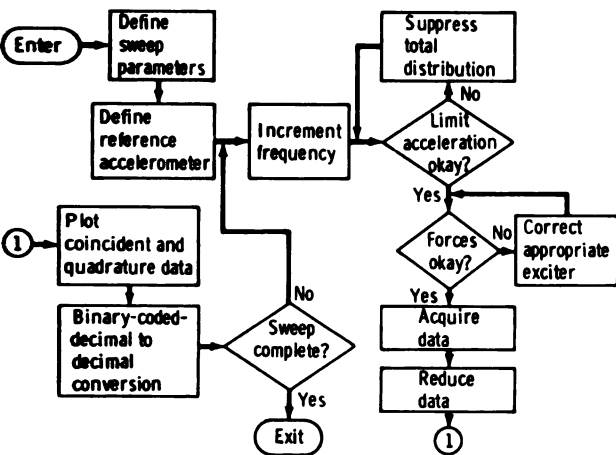 Enter
Define
sweep
parameters
Define
reference
accelerometer
Increment
frequency
Suppress
total
distribution
No
Limit
acceleration
okay?
Yes
Forces
okay?
No
Correct
appropriate
exciter
Yes
Acquire
data
Reduce
data
1
1
Plot
coincident and
quadrature data
Binary-coded-
decimal to
decimal
conversion
No
Sweep
complete?
Yes
Exit